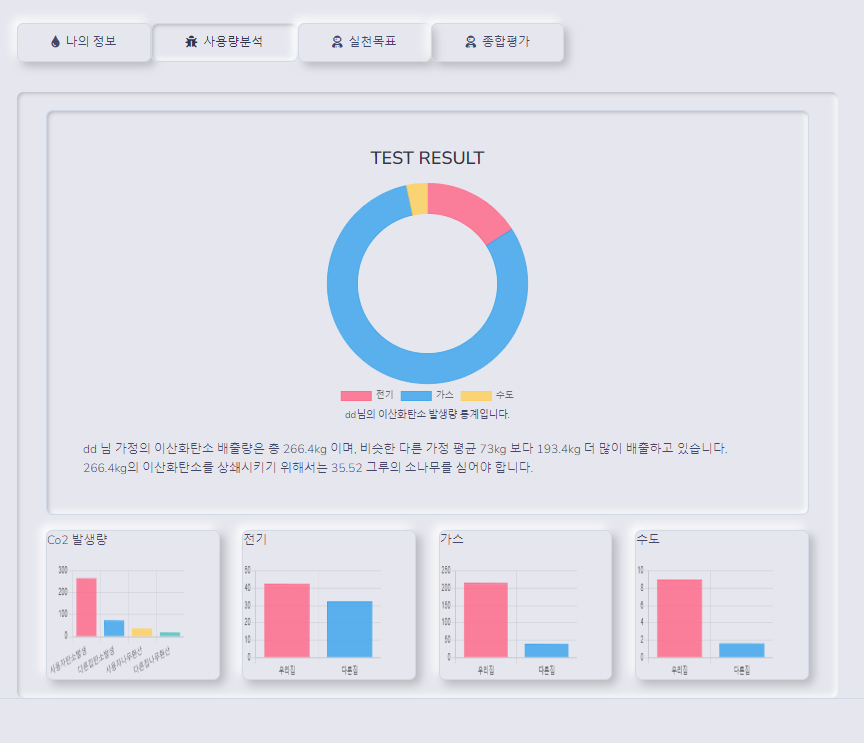 나의 정보
사용량분석
실천목표
종합평가
TEST RESULT
전기 가스 수도
dd님의 이산화탄소 발생량 통계입니다.
dd 님 가정의 이산화탄소 배출량은 총 266.4kg 이며, 비슷한 다른 가정 평균 73kg 보다 193.4kg 더 많이 배출하고 있습니다.
266.4kg의 이산화탄소를 상쇄시키기 위해서는 35.52 그루의 소나무를 심어야 합니다.
Co2 발생량
300
200
100
0
사용자탄소발생
다른집탄소발생
사용자나무환산
다른집나무환산
전기
50
40
30
20
10
0
우리집
다른집
가스
250
200
150
100
50
0
우리집
다른집
수도
10
8
6
4
2
0
우리집
다른집